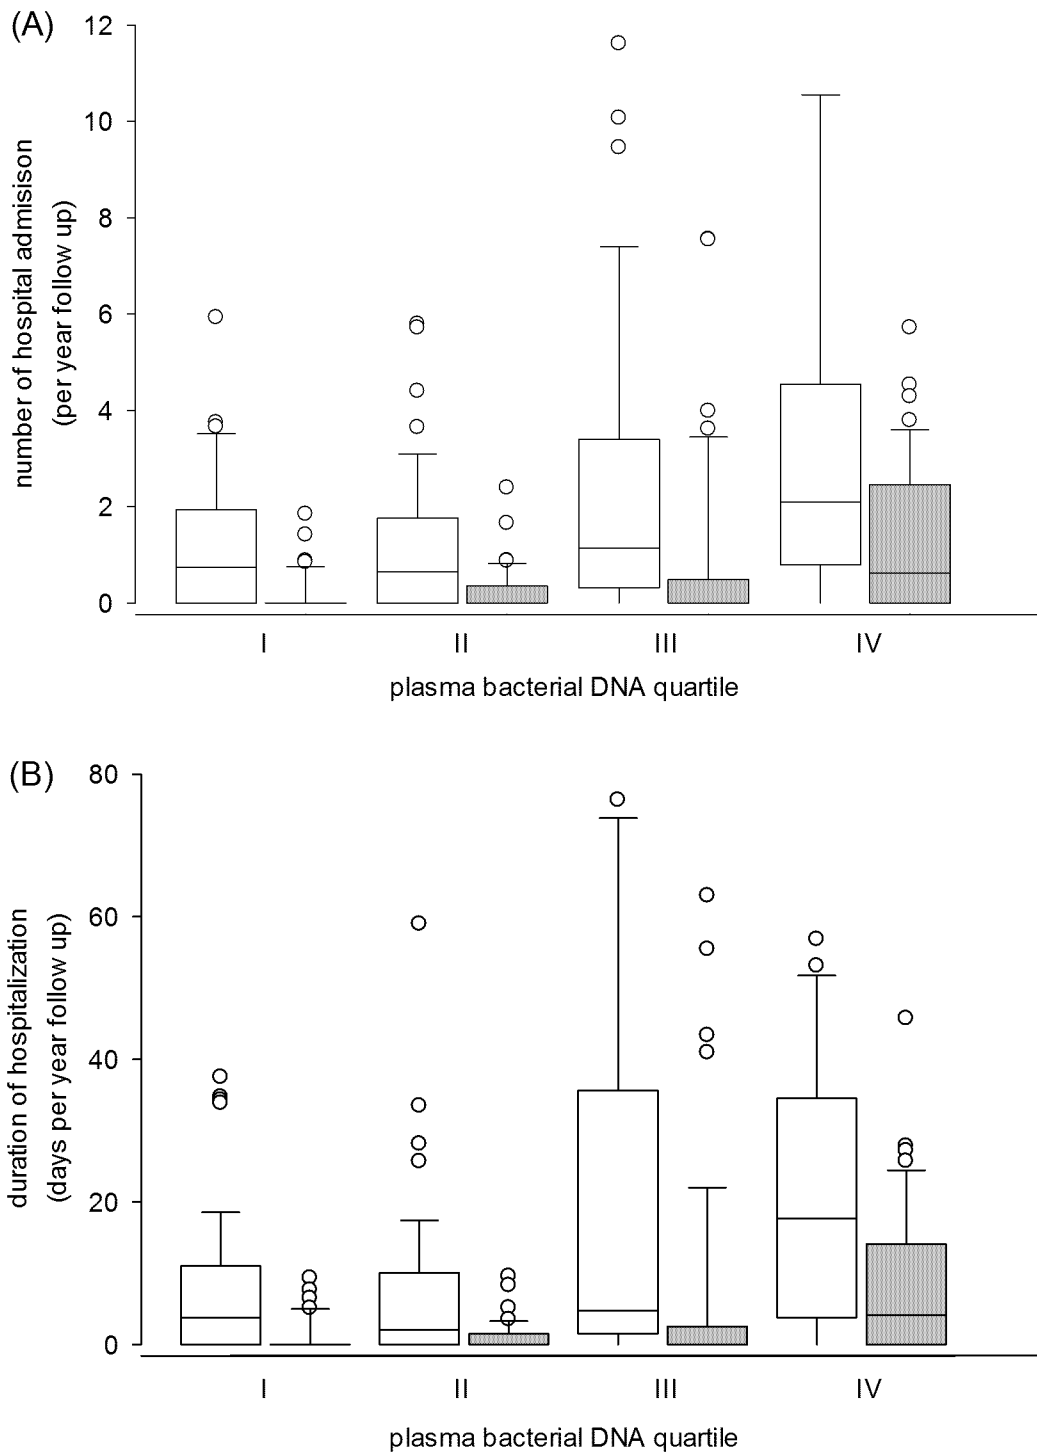 (A)
12
10
8
6
4
2
0
number of hospital admisison
(per year follow up)
I II III IV
plasma bacterial DNA quartile
(B)
80
60
40
20
0
duration of hospitalization
(days per year follow up)
I II III IV
plasma bacterial DNA quartile